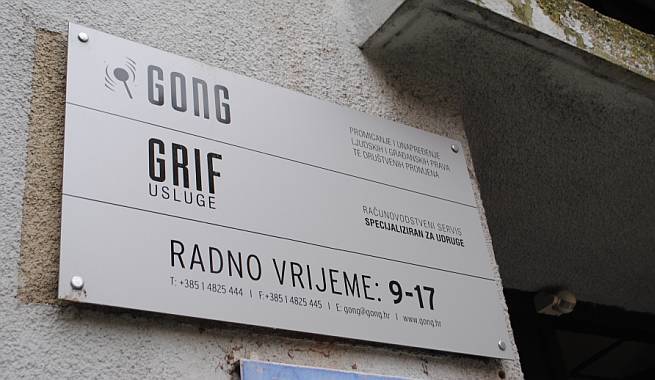 GONG
PROMICANJE I UNAPREĐENJE
LJUDSKIH I GRAĐANSKIH PRAVA
TE DRUŠTVENIH PROMJENA
GRIF
USLUGE
RAČUNOVODSTVENI SERVIS
SPECIJALIZIRAN ZA UDRUGE
RADNO VRIJEME: 9-17
T: +385 1 4825 444 | F:+385 1 4825 445 | E: gong@gong.hr | www.gong.hr